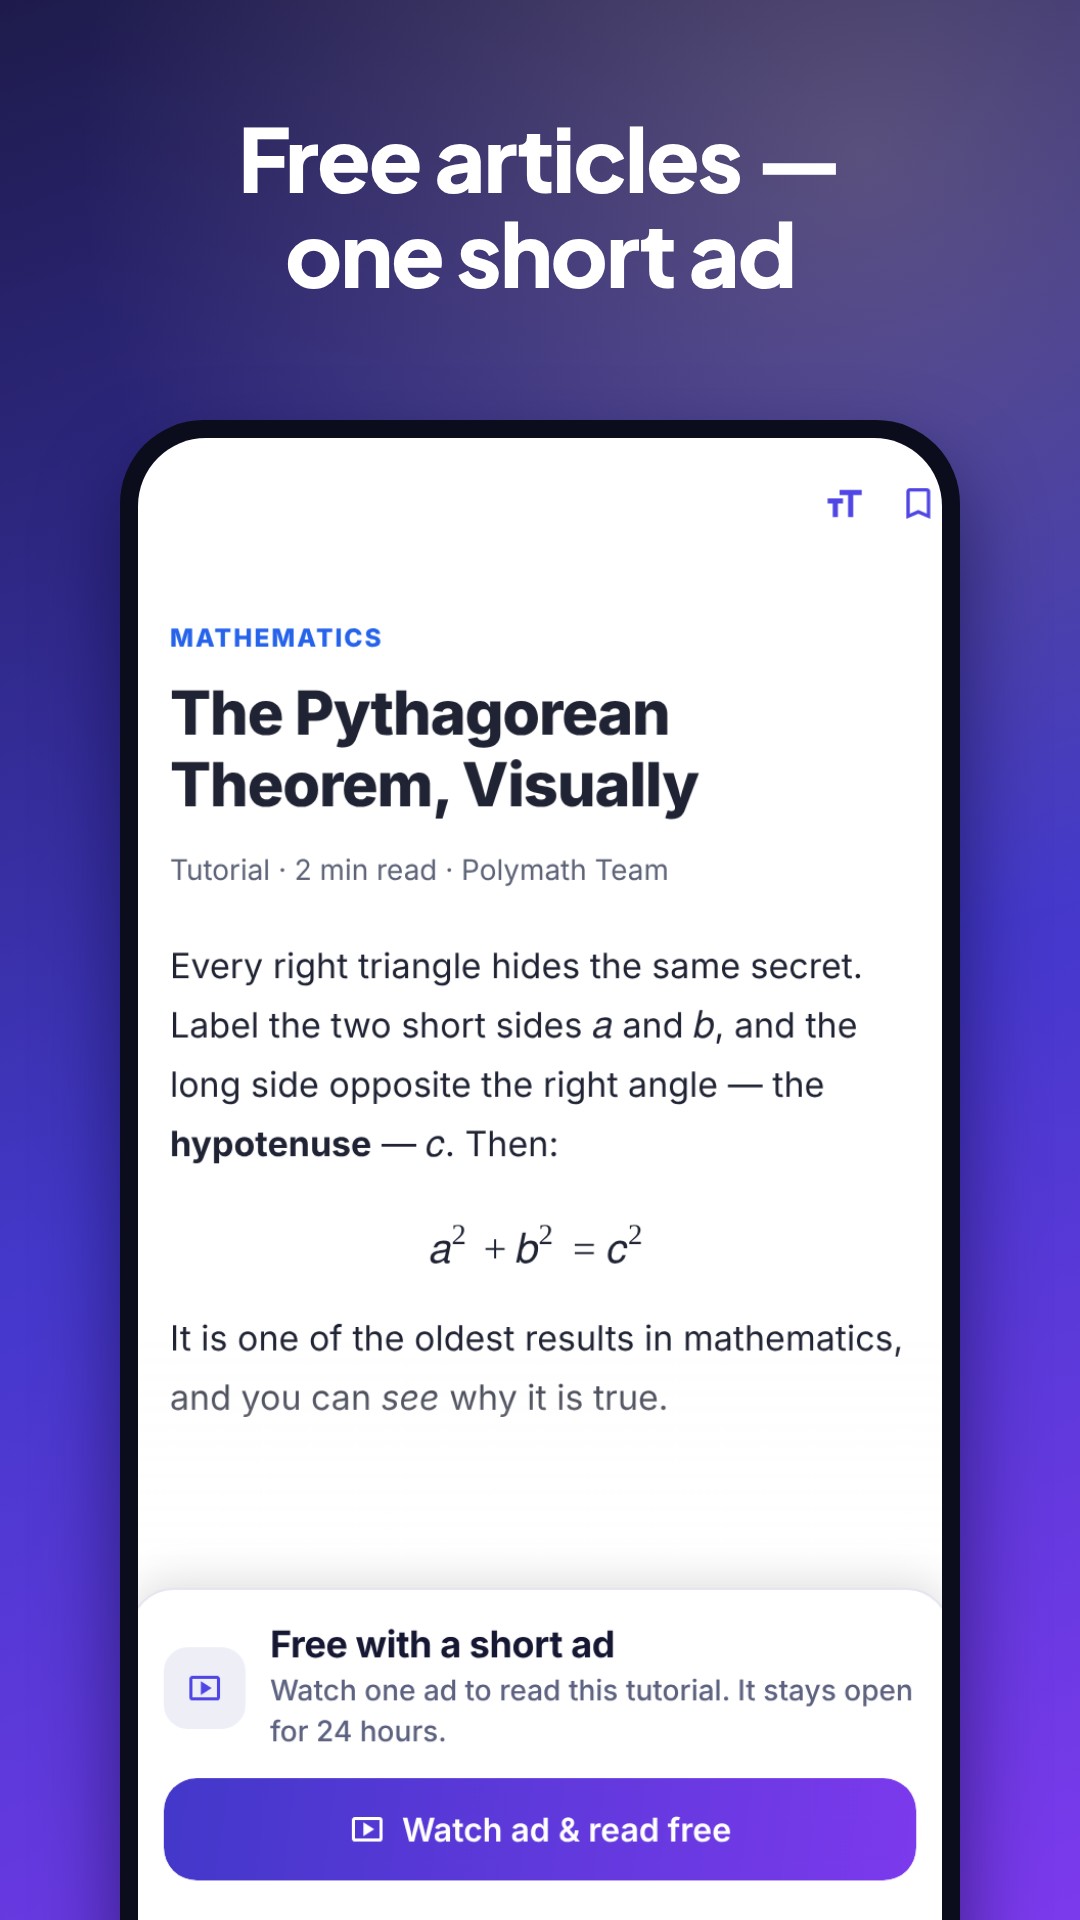 Free articles —
one short ad
MATHEMATICS
The Pythagorean
Theorem, Visually
Tutorial · 2 min read · Polymath Team
Every right triangle hides the same secret.
Label the two short sides a and b, and the
long side opposite the right angle — the
hypotenuse — c. Then:
a² + b² = c²
It is one of the oldest results in mathematics,
and you can see why it is true.
Free with a short ad
Watch one ad to read this tutorial. It stays open
for 24 hours.
Watch ad & read free